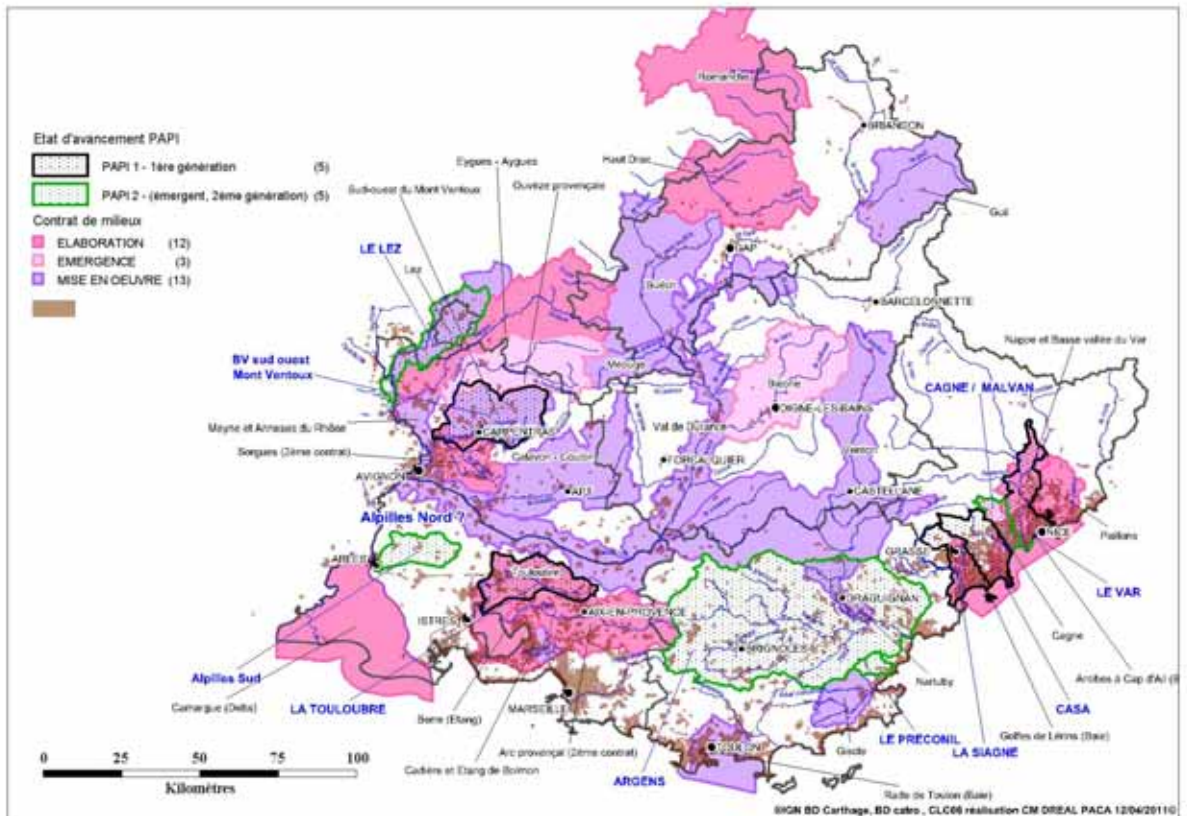 Etat d'avancement PAPI
PAPI 1 - 1ère génération (5)
PAPI 2 - (émergent, 2ème génération) (5)
Contrat de milieux
ELABORATION (12)
EMERGENCE (3)
MISE EN OEUVRE (13)
Romanche
BRIANCON
Eygues - Aygues
Haut Drac
Ouvèze provençale
Sud-ouest du Mont Ventoux
Guil
LE LEZ
Lez
GAP
Buëch
BARCELONNETTE
Nappe et Basse vallée du Var
BV sud ouest
Mont Ventoux
Méouge
CAGNE / MALVAN
Bléone
DIGNE-LES-BAINS
Meyne et Annexes du Rhône
CARPENTRAS
Val de Durance
Sorgues (2ème contrat)
Calavon - Coulon
FORCALQUIER
Verdon
AVIGNON
APT
CASTELLANE
Alpilles Nord ?
NICE
Paillons
GRASSE
ARLES
Touloubre
LE VAR
DRAGUIGNAN
AIX-EN-PROVENCE
ISTRES
Cagne
BRIGNOLES
Alpilles Sud
Nartuby
Camargue (Delta)
LA TOULOUBRE
CASA
MARSEILLE
Berre (Etang)
LE PRECONIL
Golfes de Lérins (Baie)
Arc provençal (2ème contrat)
TOULON
Giscle
LA SIAGNE
Cadière et Etang de Bolmon
ARGENS
Rade de Toulon (Baie)
0 25 50 75 100
Kilomètres
©IGN BD Carthage, BD catro , CLC06 réalisation CM DREAL PACA 12/04/2011©